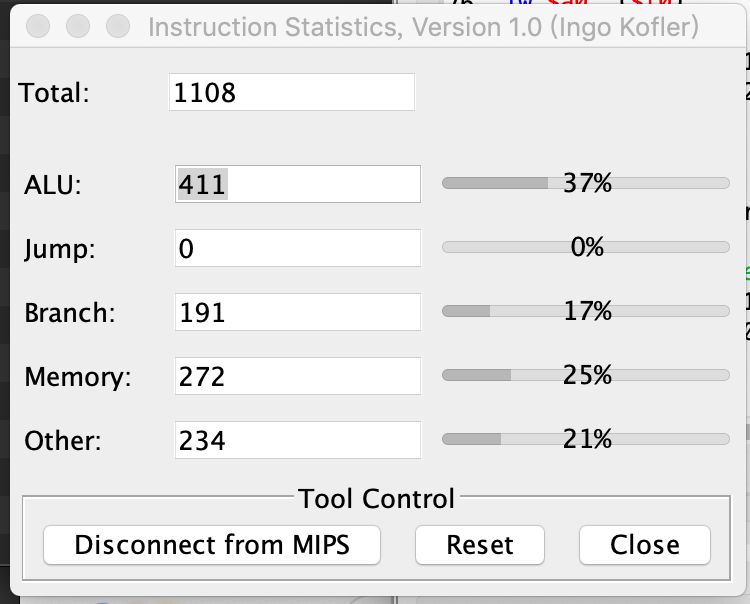 Instruction Statistics, Version 1.0 (Ingo Kofler)
Total: 1108
ALU: 411 37%
Jump: 0 0%
Branch: 191 17%
Memory: 272 25%
Other: 234 21%
Tool Control
Disconnect from MIPS Reset Close